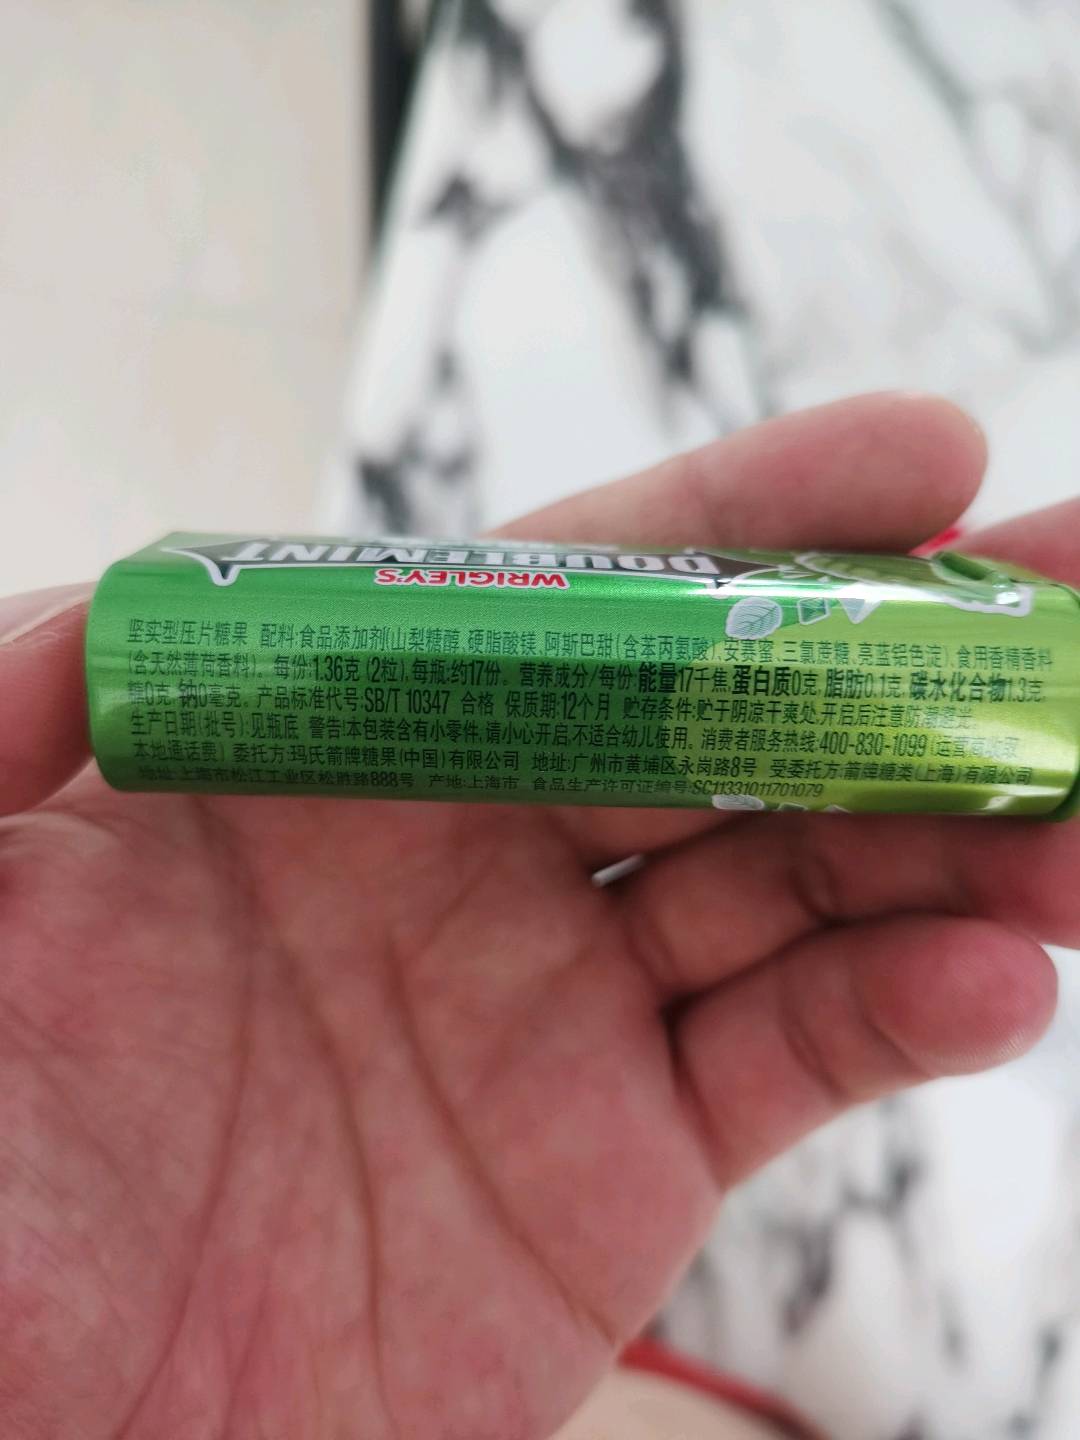 DOUBLEMINT
WRIGLEY'S
坚实型压片糖果 配料:食品添加剂(山梨糖醇,硬脂酸镁,阿斯巴甜(含苯丙氨酸),安赛蜜,三氯蔗糖,亮蓝铝色淀),食用香精香料
(含天然薄荷香料)。每份:1.36克(2粒),每瓶:约17份。营养成分/每份:能量17千焦,蛋白质0克,脂肪0.1克,碳水化合物1.3克,
糖0克,钠0毫克。产品标准代号:SB/T 10347 合格 保质期:12个月 贮存条件:贮于阴凉干爽处,开启后注意防潮避光。
生产日期(批号):见瓶底 警告!本包装含有小零件,请小心开启,不适合幼儿使用。消费者服务热线:400-830-1099(运营商收取
本地通话费) 委托方:玛氏箭牌糖果(中国)有限公司 地址:广州市黄埔区永岗路8号 受委托方:箭牌糖类(上海)有限公司
地址:上海市松江工业区松胜路888号 产地:上海市 食品生产许可证编号:SC11331011701079